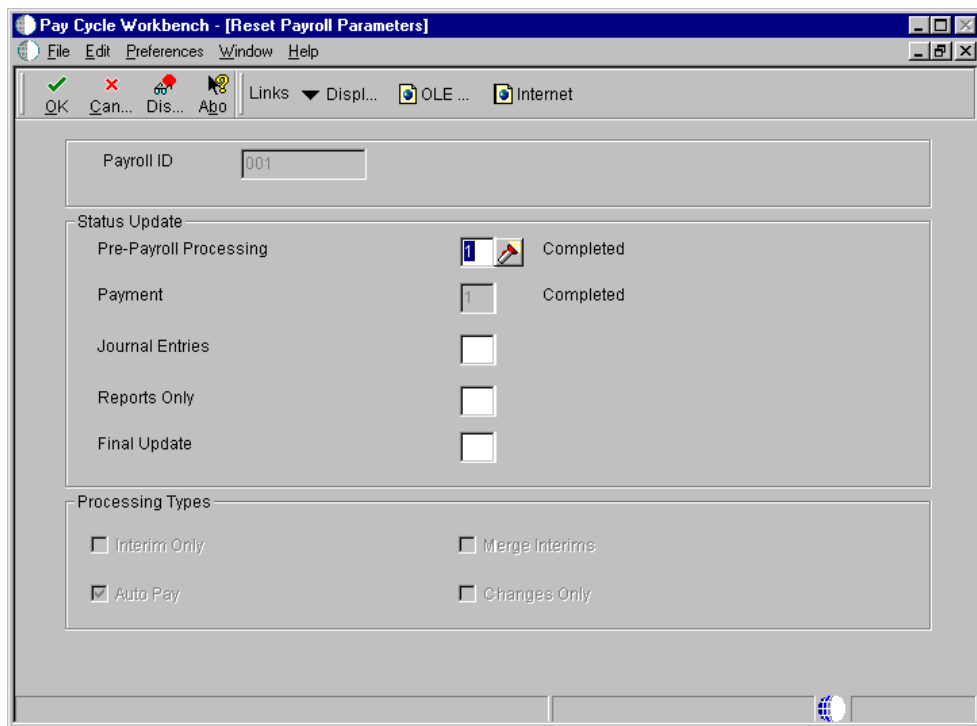 Pay Cycle Workbench - [Reset Payroll Parameters]
File Edit Preferences Window Help
OK Can... Dis... Abo Links Displ... OLE ... Internet
Payroll ID 001
Status Update
Pre-Payroll Processing 1 Completed
Payment 1 Completed
Journal Entries
Reports Only
Final Update
Processing Types
Interim Only Merge Interims
Auto Pay Changes Only